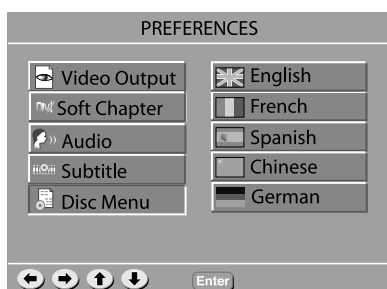 PREFERENCES
Video Output
Soft Chapter
Audio
Subtitle
Disc Menu
English
French
Spanish
Chinese
German
Enter